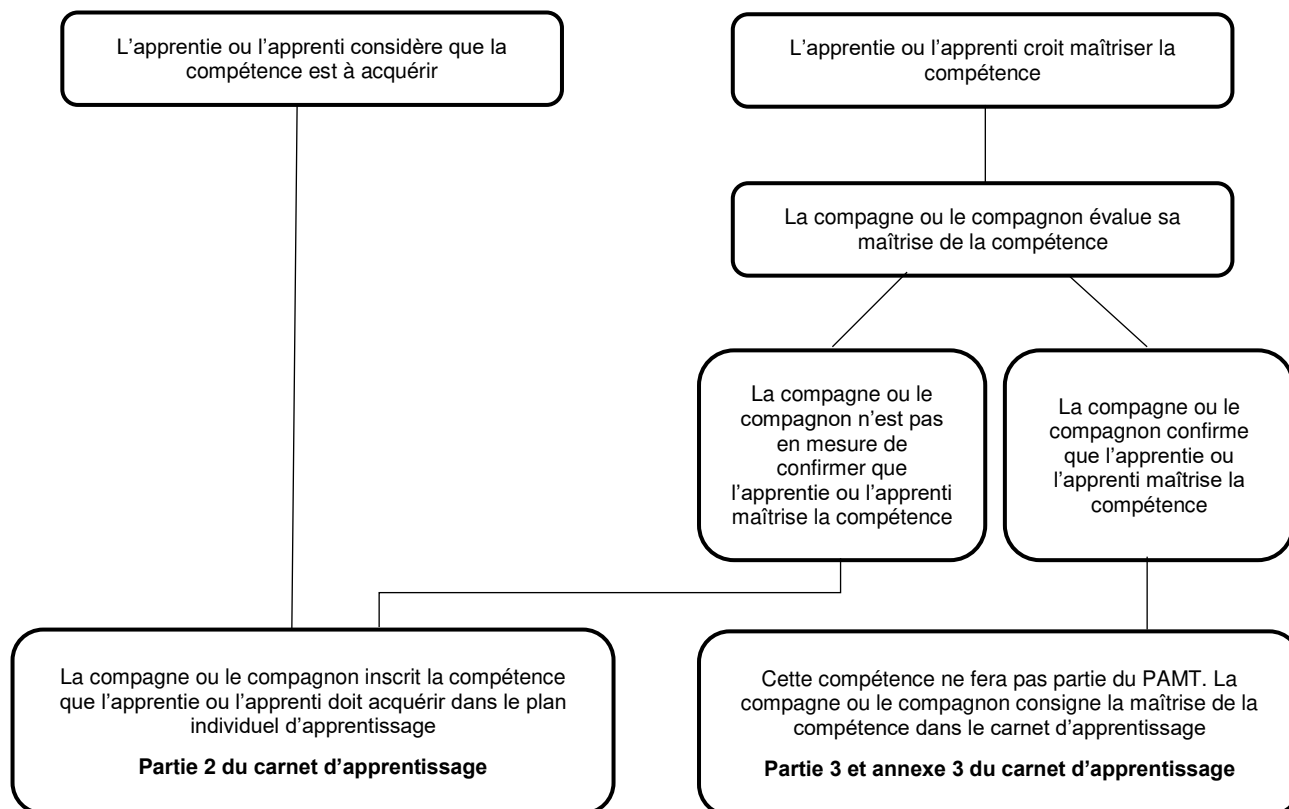 L’apprentie ou l’apprenti considère que la
compétence est à acquérir
L’apprentie ou l’apprenti croit maîtriser la
compétence
La compagne ou le compagnon évalue sa
maîtrise de la compétence
La compagne ou le
compagnon n’est pas
en mesure de
confirmer que
l’apprentie ou l’apprenti
maîtrise la compétence
La compagne ou le
compagnon confirme
que l’apprentie ou
l’apprenti maîtrise la
compétence
La compagne ou le compagnon inscrit la compétence
que l’apprentie ou l’apprenti doit acquérir dans le plan
individuel d’apprentissage
Partie 2 du carnet d’apprentissage
Cette compétence ne fera pas partie du PAMT. La
compagne ou le compagnon consigne la maîtrise de la
compétence dans le carnet d’apprentissage
Partie 3 et annexe 3 du carnet d’apprentissage